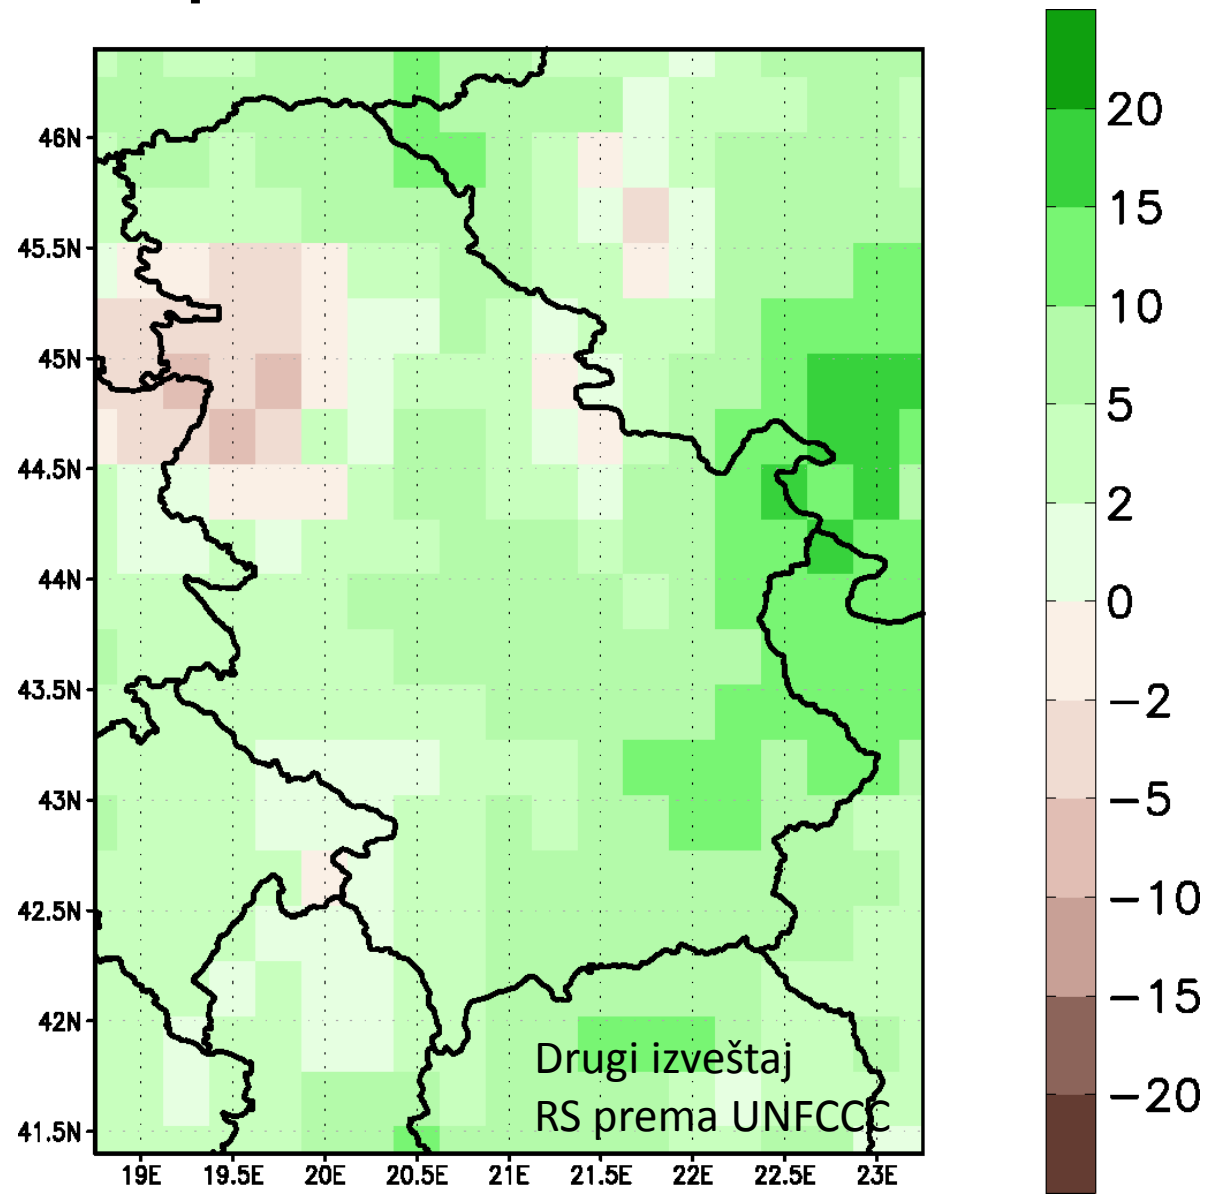 46N
45.5N
45N
44.5N
44N
43.5N
43N
42.5N
42N
41.5N
19E 19.5E 20E 20.5E 21E 21.5E 22E 22.5E 23E
20
15
10
5
2
0
−2
−5
−10
−15
−20
Drugi izveštaj
RS prema UNFCCC